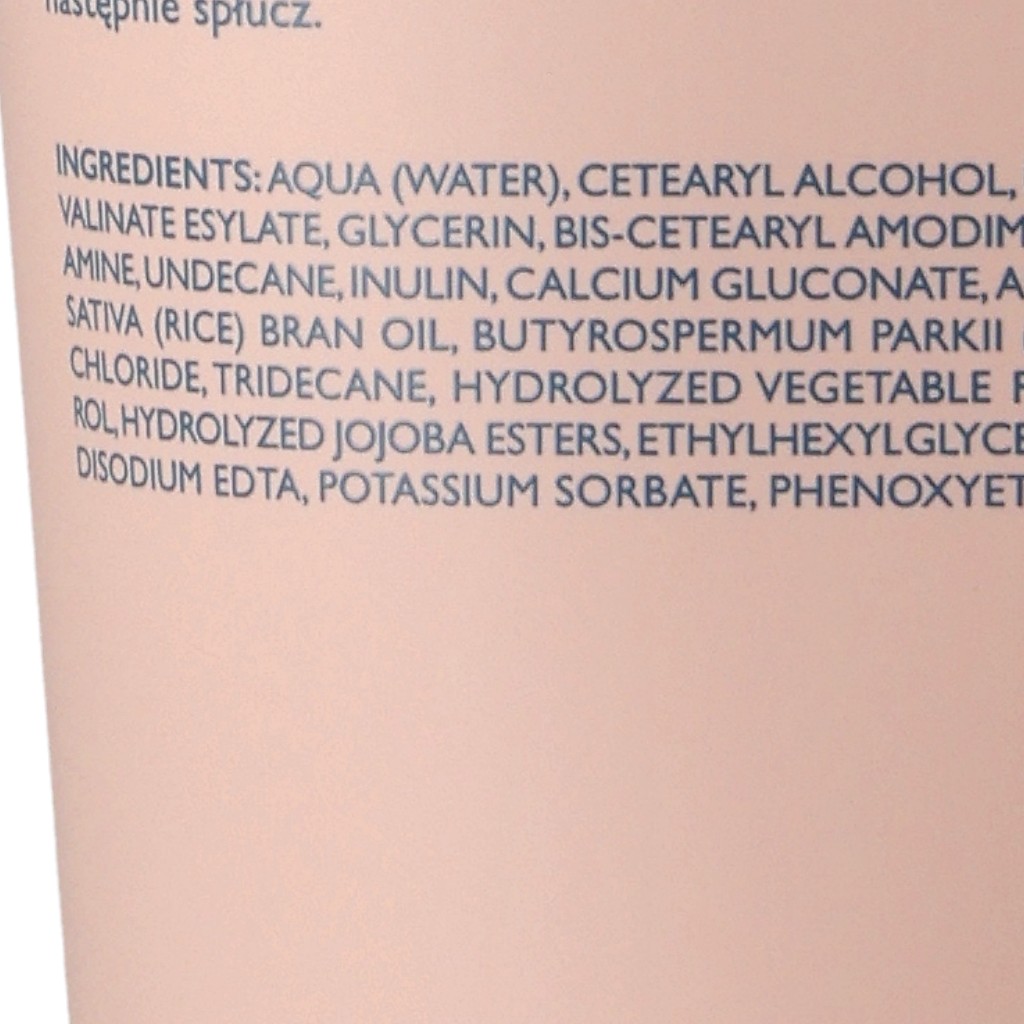 następnie spłucz.
INGREDIENTS: AQUA (WATER), CETEARYL ALCOHOL,
VALINATE ESYLATE, GLYCERIN, BIS-CETEARYL AMODIM
AMINE, UNDECANE, INULIN, CALCIUM GLUCONATE, A
SATIVA (RICE) BRAN OIL, BUTYROSPERMUM PARKII
CHLORIDE, TRIDECANE, HYDROLYZED VEGETABLE
ROL, HYDROLYZED JOJOBA ESTERS, ETHYLHEXYLGLYCE
DISODIUM EDTA, POTASSIUM SORBATE, PHENOXYET